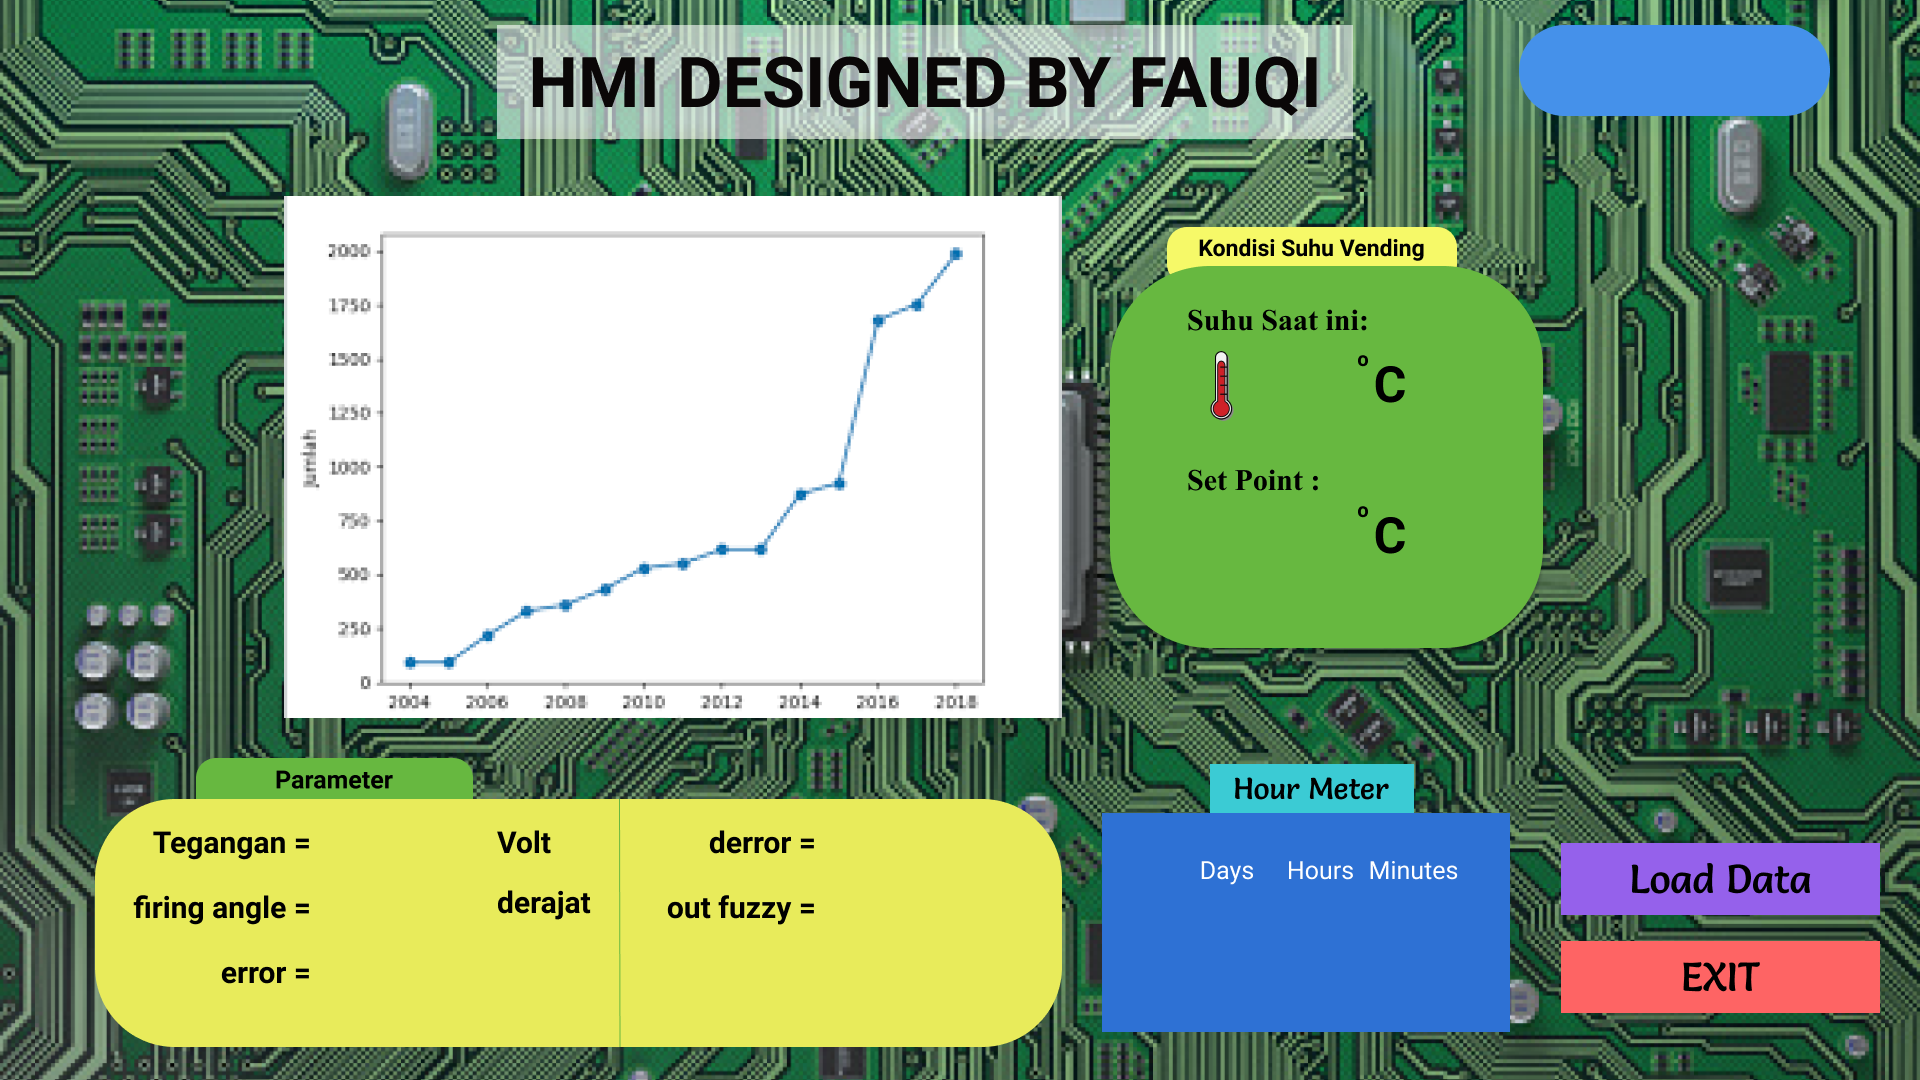 HMI DESIGNED BY FAUQI
2000
1750
1500
1250
1000
750
500
250
0
Jumlah
2004 2006 2008 2010 2012 2014 2016 2018
Kondisi Suhu Vending
Suhu Saat ini:
°C
Set Point :
°C
Parameter
Tegangan = Volt
firing angle = derajat
error =
derror =
out fuzzy =
Hour Meter
Days Hours Minutes
Load Data
EXIT